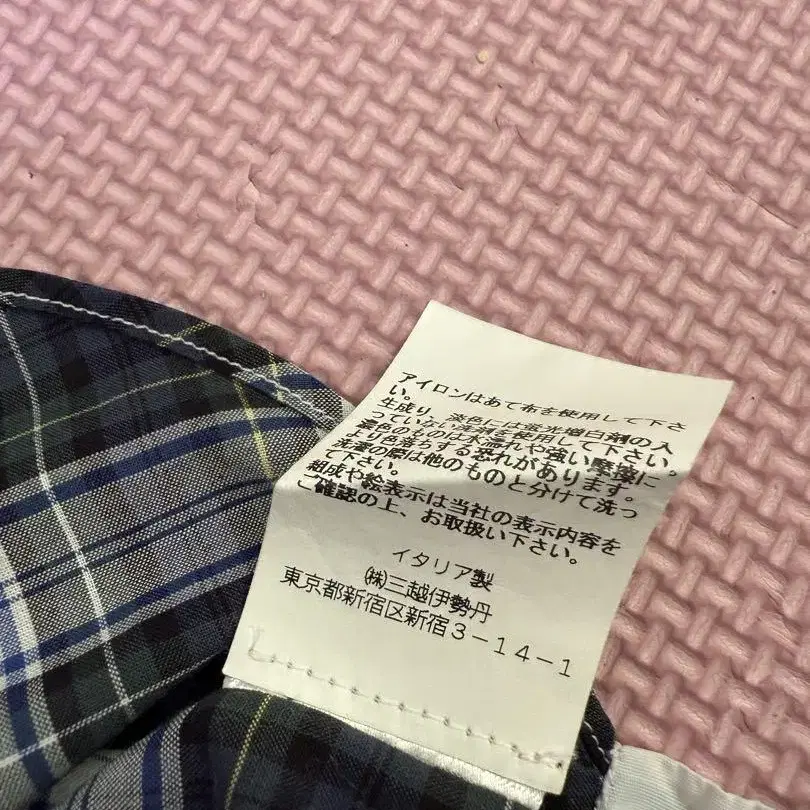 アイロンはあて布を使用して下さ
い。
生成り、淡色には蛍光増白剤の入
っていない洗剤を使用して下さい。
濃色のものは水濡れや強い摩擦に
より色落ちする恐れがあります。
洗濯の際は他のものと分けて洗っ
て下さい。
組成や絵表示は当社の表示内容を
ご確認の上、お取扱い下さい。
イタリア製
㈱三越伊勢丹
東京都新宿区新宿3-14-1